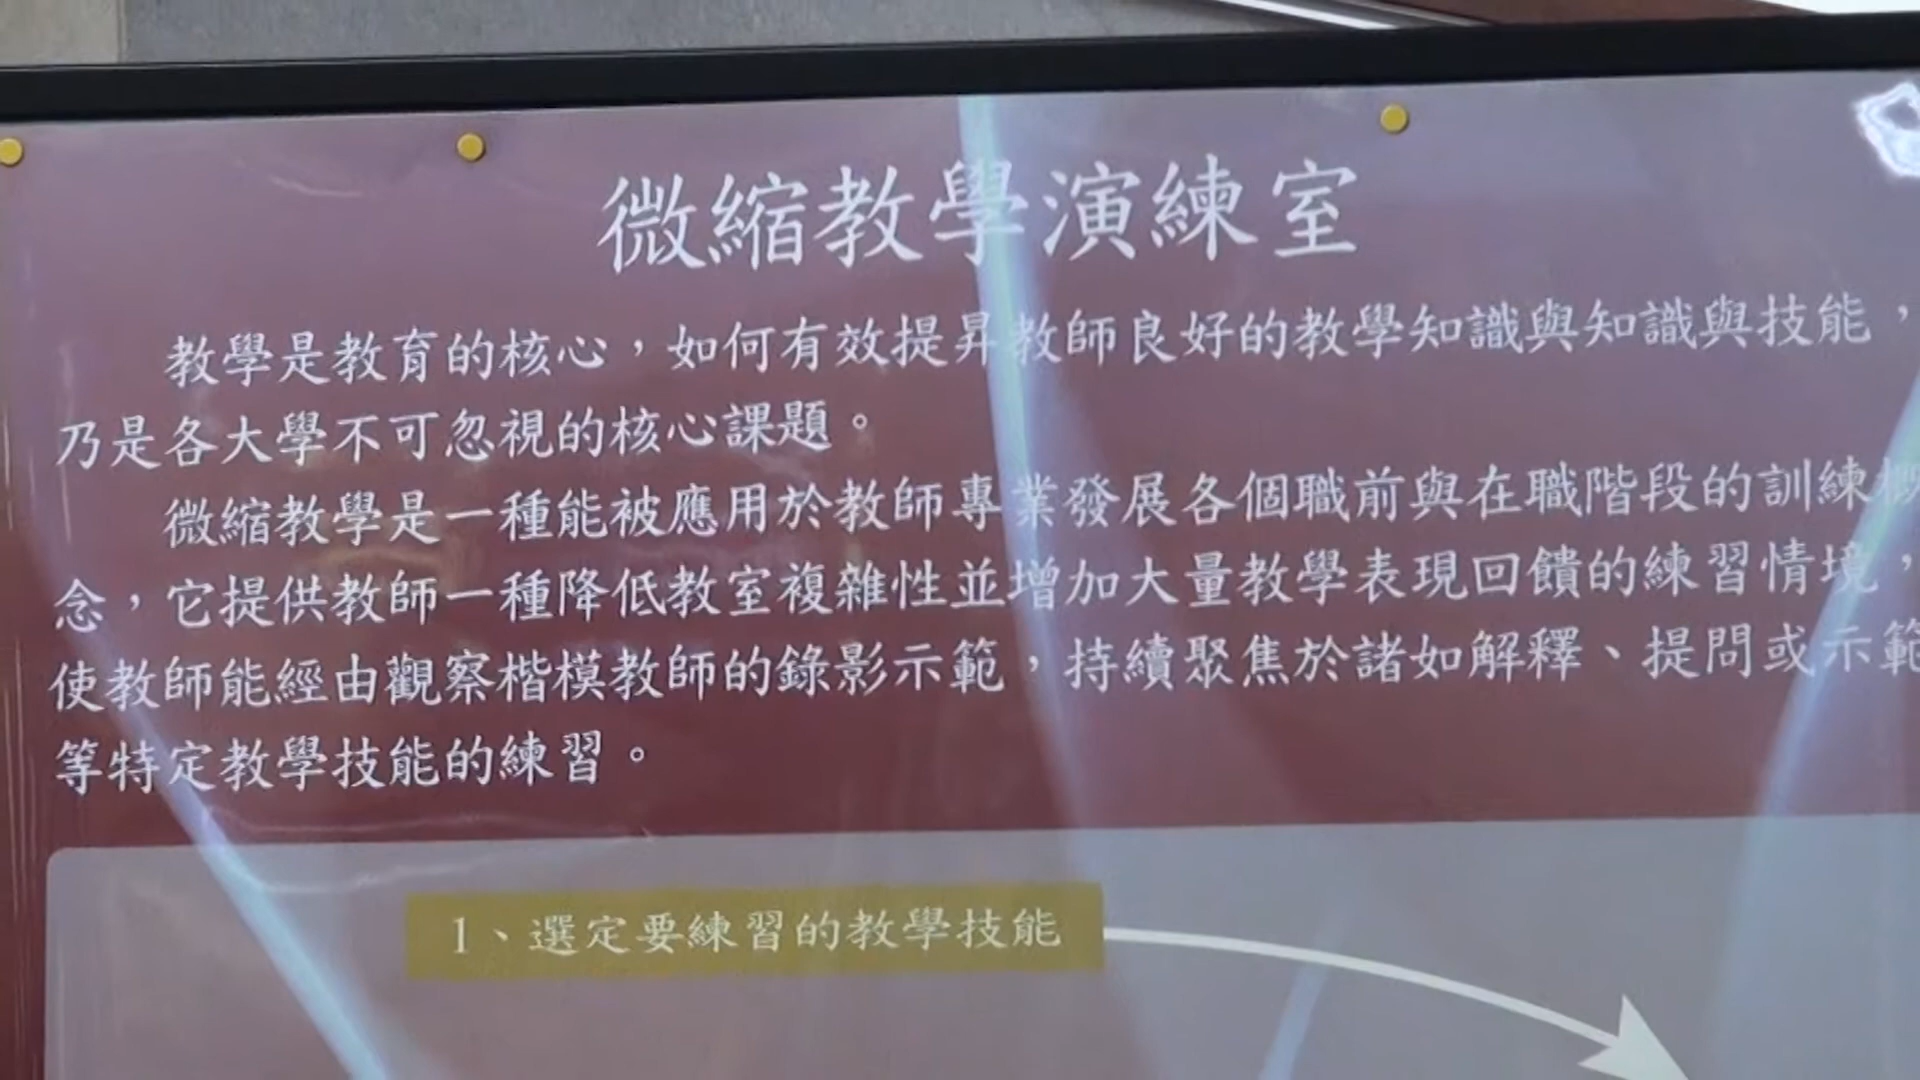 微縮教學演練室
教學是教育的核心，如何有效提昇教師良好的教學知識與知識與技能，
乃是各大學不可忽視的核心課題。
微縮教學是一種能被應用於教師專業發展各個職前與在職階段的訓練概
念，它提供教師一種降低教室複雜性並增加大量教學表現回饋的練習情境，
使教師能經由觀察楷模教師的錄影示範，持續聚焦於諸如解釋、提問或示範
等特定教學技能的練習。
1、選定要練習的教學技能